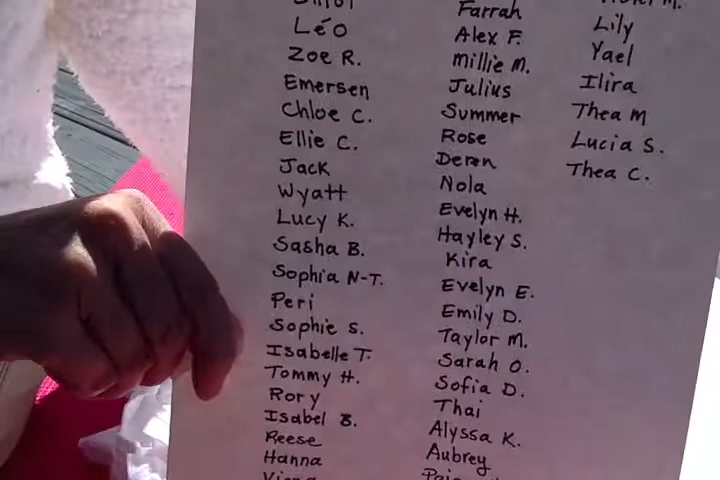 Léo
Zoe R.
Emersen
Chloe C.
Ellie C.
Jack
Wyatt
Lucy K.
Sasha B.
Sophia N-T.
Peri
Sophie S.
Isabelle T.
Tommy H.
Rory
Isabel B.
Reese
Hanna
Farrah
Alex F.
Millie M.
Julius
Summer
Rose
Deren
Nola
Evelyn H.
Hayley S.
Kira
Evelyn E.
Emily D.
Taylor M.
Sarah O.
Sofia D.
Thai
Alyssa K.
Aubrey
Lily
Yael
Ilira
Thea M
Lucia S.
Thea C.